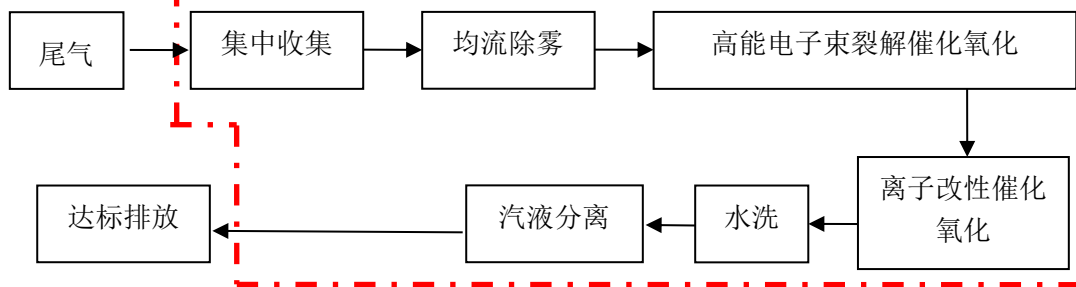 尾气
集中收集
均流除雾
高能电子束裂解催化氧化
离子改性催化
氧化
水洗
汽液分离
达标排放